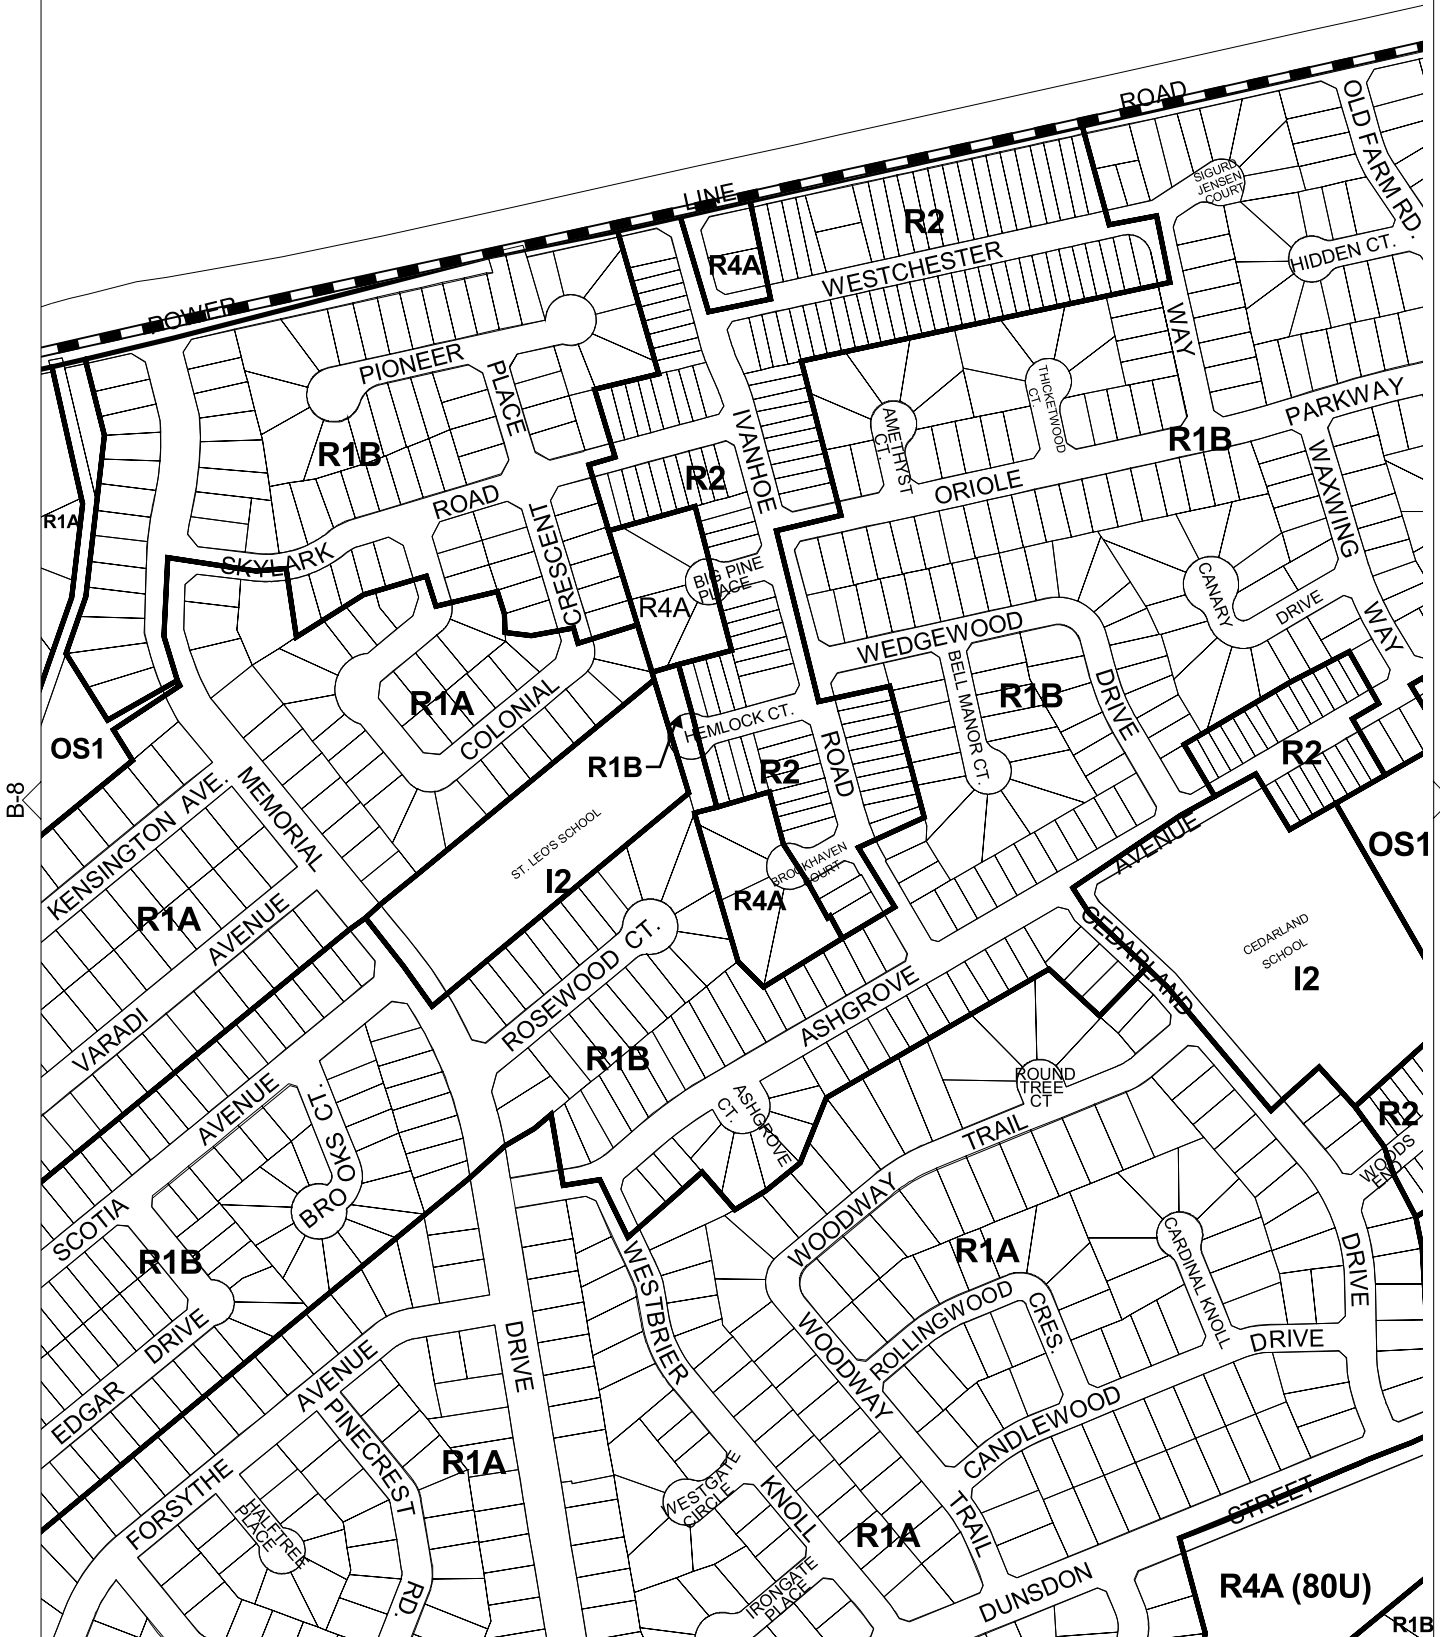 ROAD
OLD FARM RD.
LINE
SIGURD
JENSEN
COURT
R2
HIDDEN CT.
R4A
WESTCHESTER
POWER
WAY
PIONEER
PLACE
THICKETWOOD
CT.
PARKWAY
IVANHOE
AMETHYST
CT.
R1B
R1B
WAXWING
R2
ORIOLE
ROAD
R1A
CRESCENT
SKYLARK
BIG PINE
PLACE
CANARY
R4A
DRIVE
WEDGEWOOD
WAY
BELL MANOR CT.
R1A
COLONIAL
R1B
DRIVE
HEMLOCK CT.
OS1
R1B
R2
ROAD
R2
B-8
KENSINGTON AVE.
MEMORIAL
ST. LEO'S SCHOOL
I2
AVENUE
OS1
BROOKHAVEN
COURT
R4A
R1A
AVENUE
CEDARLAND
CEDARLAND
SCHOOL
I2
ROSEWOOD CT.
ASHGROVE
VARADI
R1B
ROUND
TREE
CT
AVENUE
BROOKS CT.
ASHGROVE
CT.
TRAIL
R2
WOODS
END
SCOTIA
WOODWAY
R1B
R1A
CARDINAL KNOLL
DRIVE
WESTBRIER
ROLLINGWOOD
CRES.
EDGAR
DRIVE
AVENUE
DRIVE
WOODWAY
DRIVE
PINECREST
CANDLEWOOD
R1A
FORSYTHE
WESTGATE
CIRCLE
KNOLL
HALFTREE
PLACE
TRAIL
STREET
R1A
IRONGATE
PLACE
RD.
DUNSDON
R4A (80U)
R1B